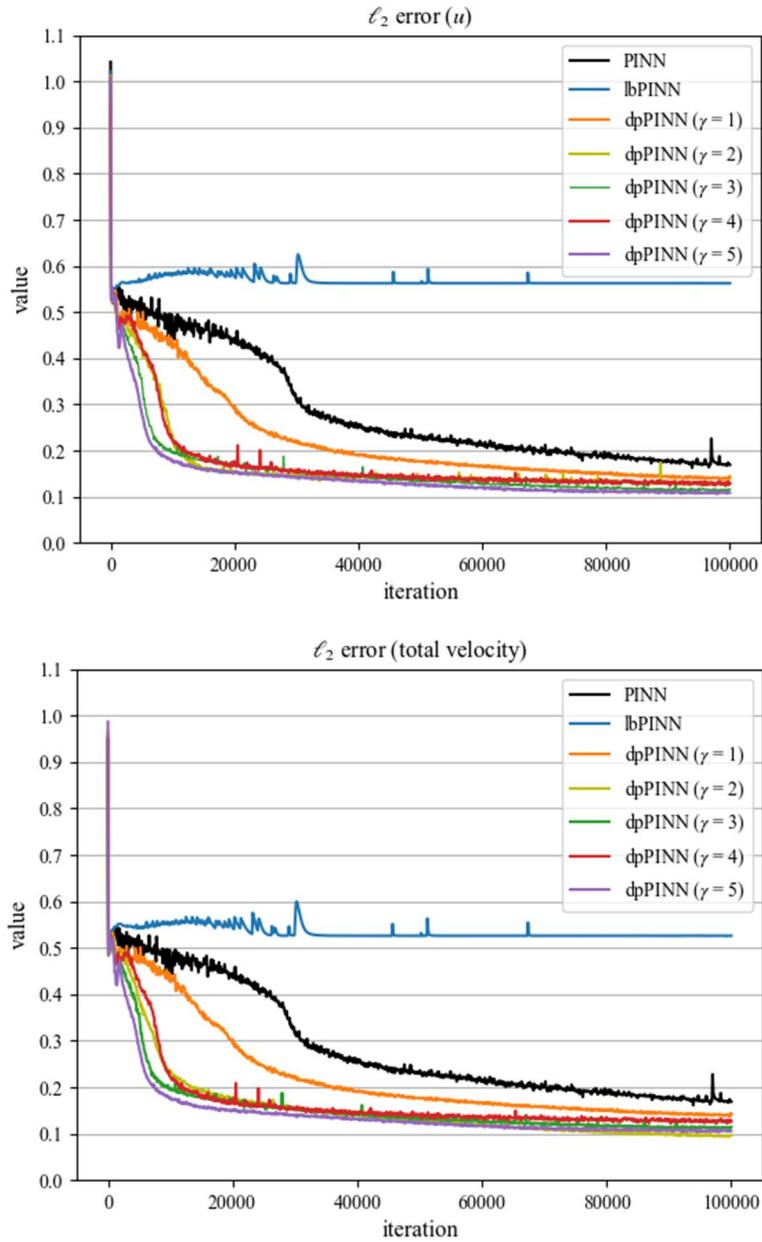 ℓ₂ error (u)
1.1
1.0
0.9
0.8
0.7
0.6
0.5
0.4
0.3
0.2
0.1
0.0
value
PINN
lbPINN
dpPINN (γ = 1)
dpPINN (γ = 2)
dpPINN (γ = 3)
dpPINN (γ = 4)
dpPINN (γ = 5)
0 20000 40000 60000 80000 100000
iteration
ℓ₂ error (total velocity)
1.1
1.0
0.9
0.8
0.7
0.6
0.5
0.4
0.3
0.2
0.1
0.0
value
PINN
lbPINN
dpPINN (γ = 1)
dpPINN (γ = 2)
dpPINN (γ = 3)
dpPINN (γ = 4)
dpPINN (γ = 5)
0 20000 40000 60000 80000 100000
iteration